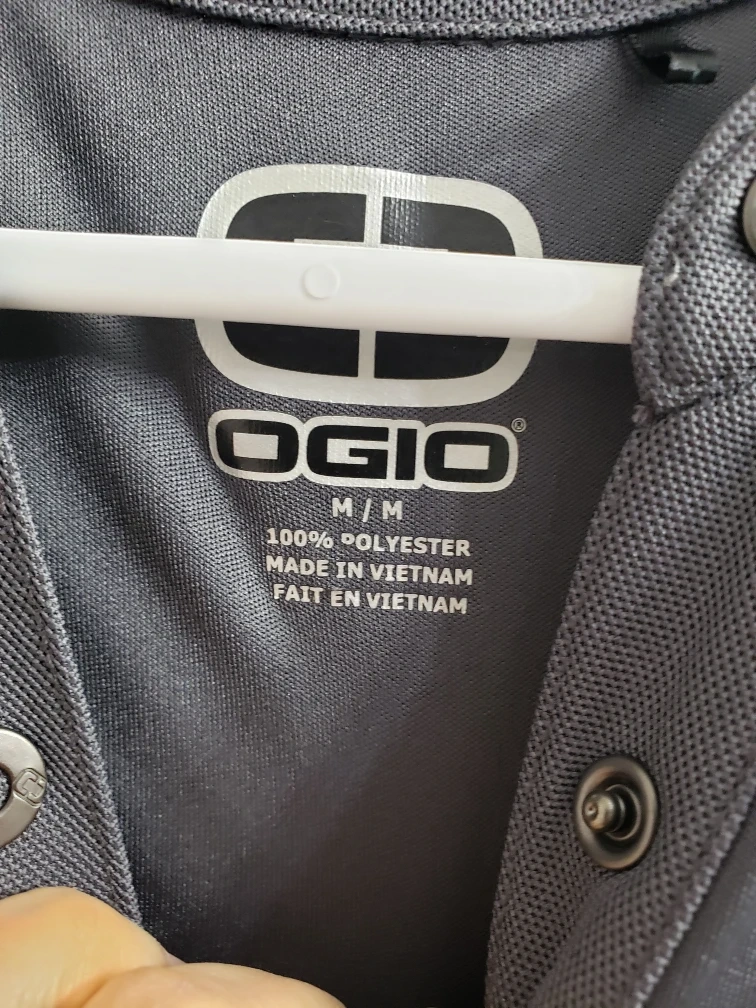 OGIO®
M / M
100% POLYESTER
MADE IN VIETNAM
FAIT EN VIETNAM